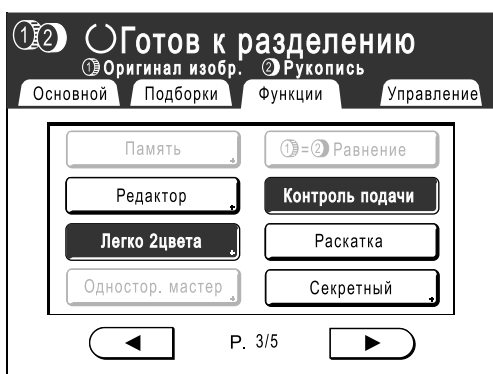 ①② Готов к разделению
① Оригинал изобр. ② Рукопись
Основной Подборки Функции Управление
Память ①=② Равнение
Редактор Контроль подачи
Легко 2цвета Раскатка
Одностор. мастер Секретный
P. 3/5